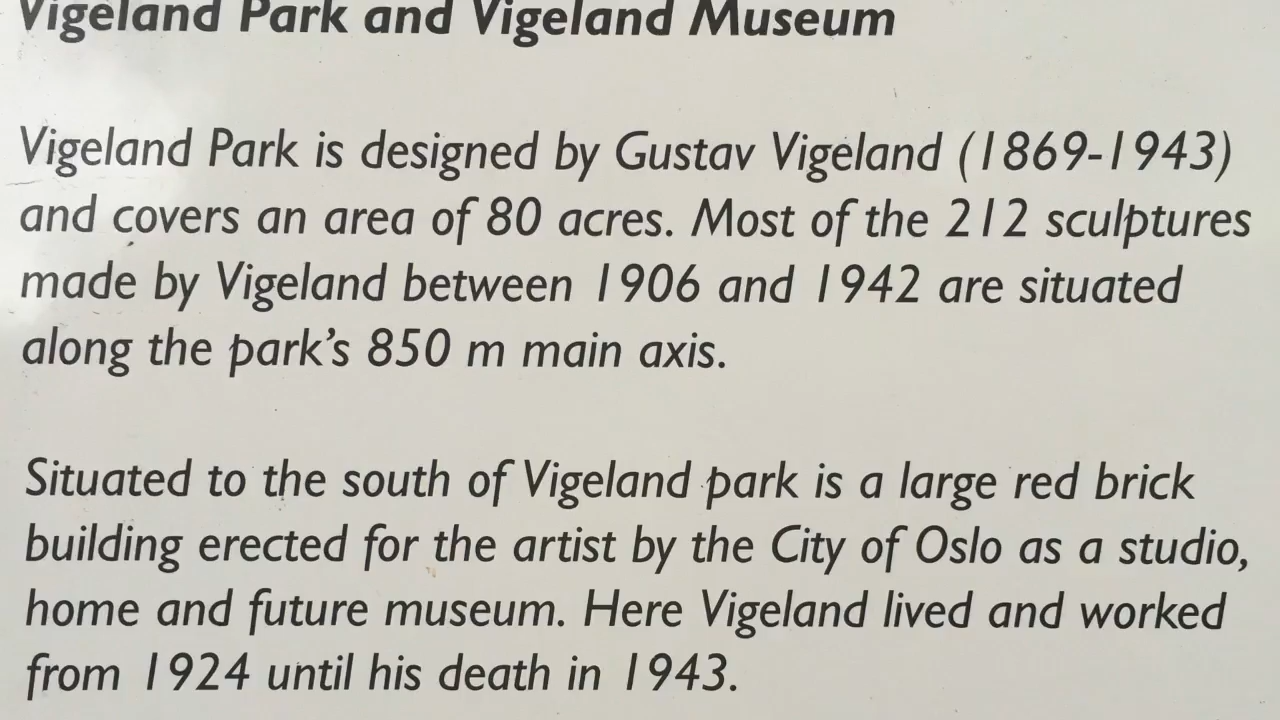 Vigeland Park and Vigeland Museum
Vigeland Park is designed by Gustav Vigeland (1869-1943)
and covers an area of 80 acres. Most of the 212 sculptures
made by Vigeland between 1906 and 1942 are situated
along the park’s 850 m main axis.
Situated to the south of Vigeland park is a large red brick
building erected for the artist by the City of Oslo as a studio,
home and future museum. Here Vigeland lived and worked
from 1924 until his death in 1943.